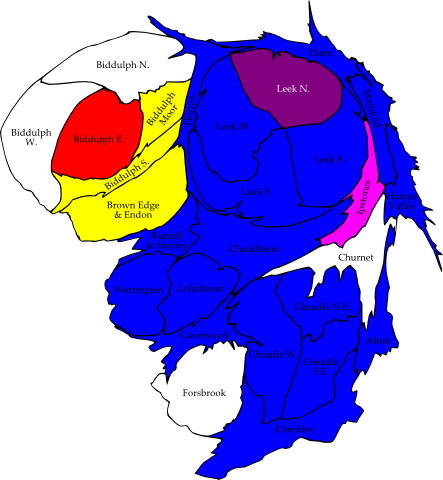 Biddulph N.
Dane
Leek N.
Biddulph
Moor
Horton
Manifold
Biddulph
W.
Biddulph E.
Leek W.
Leek E.
Biddulph S.
Ipstones
Leek S.
Hamps
Valley
Brown Edge
& Endon
Bagnall
& Stanley
Cheddleton
Churnet
Werrington
Cellarhead
Cheadle N.E.
Caverswall
Alton
Cheadle W.
Cheadle
S.E.
Forsbrook
Checkley